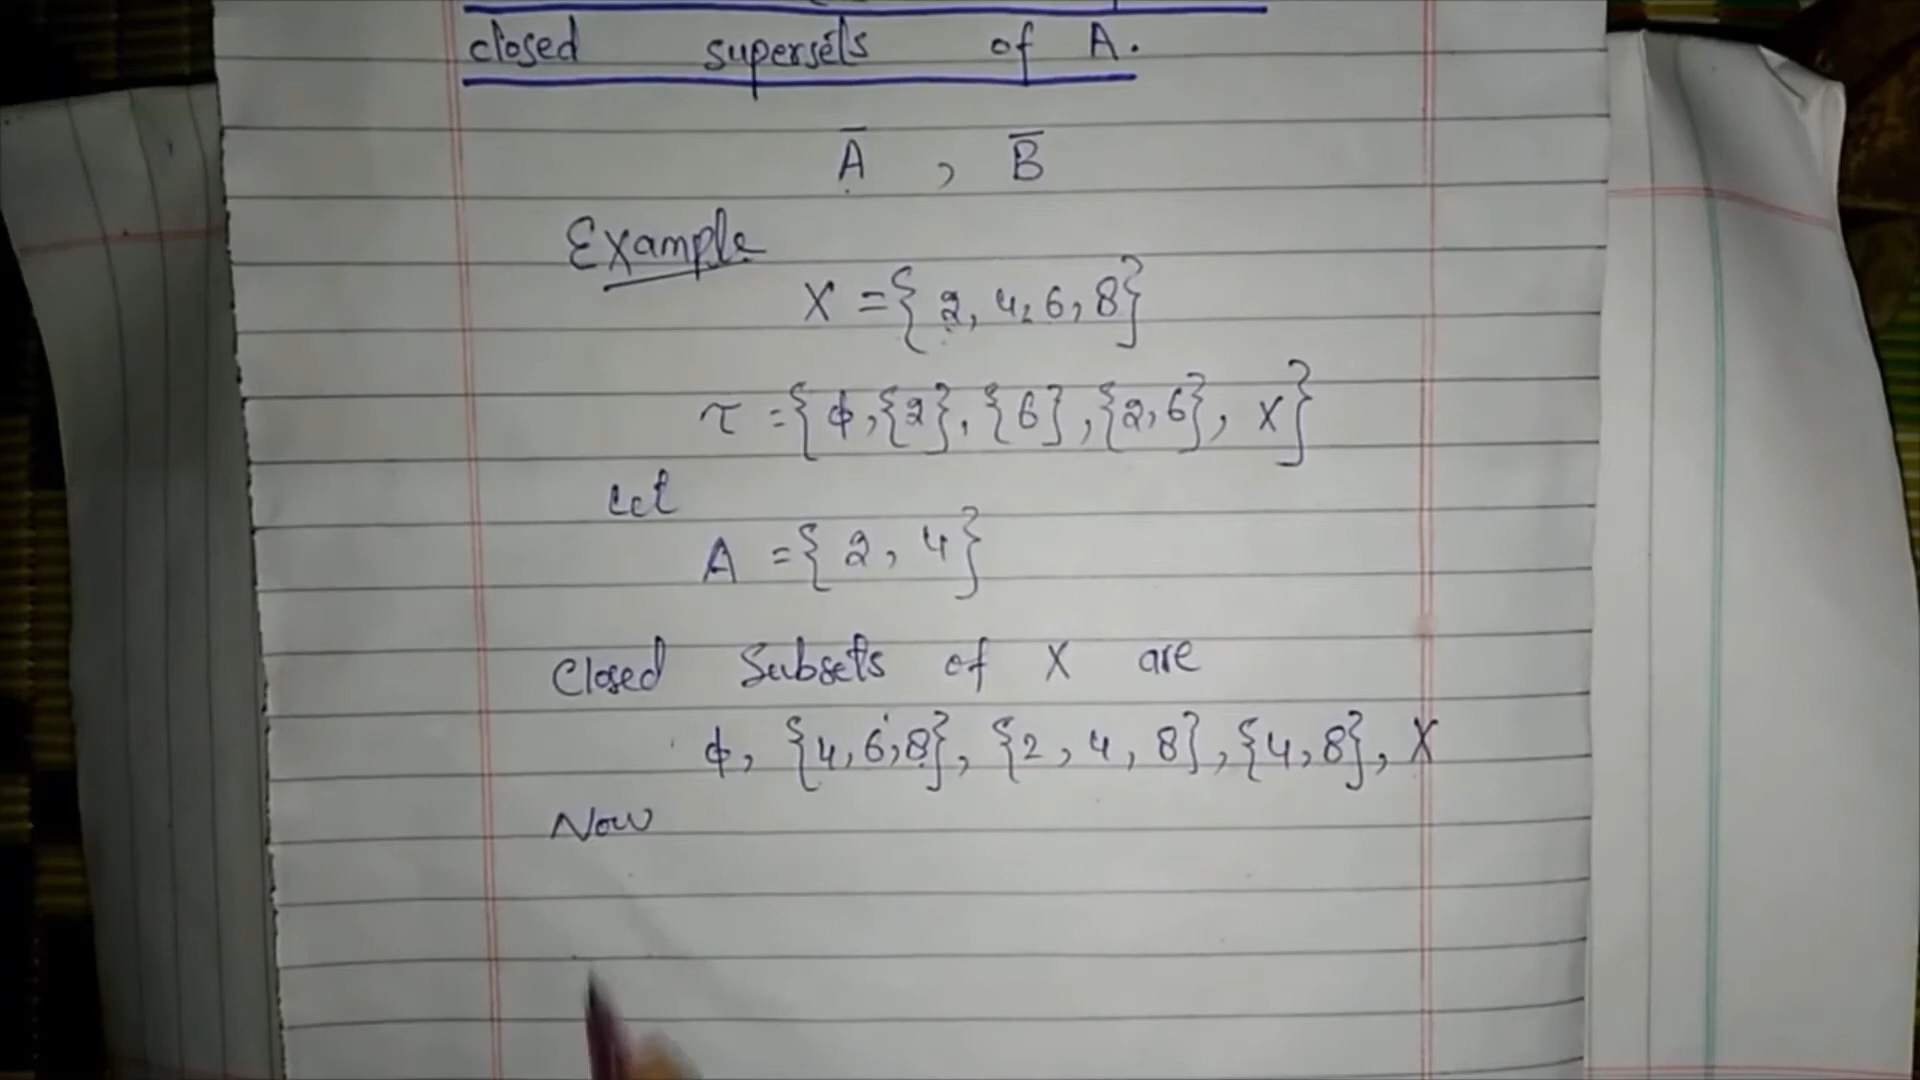 closed supersets of A.
A̅ , B̅
Example
X = { 2, 4, 6, 8}
τ = { ϕ, {2}, {6}, {2, 6}, X}
Let
A = { 2, 4}
Closed Subsets of X are
ϕ, {4, 6, 8}, {2, 4, 8}, {4, 8}, X
Now